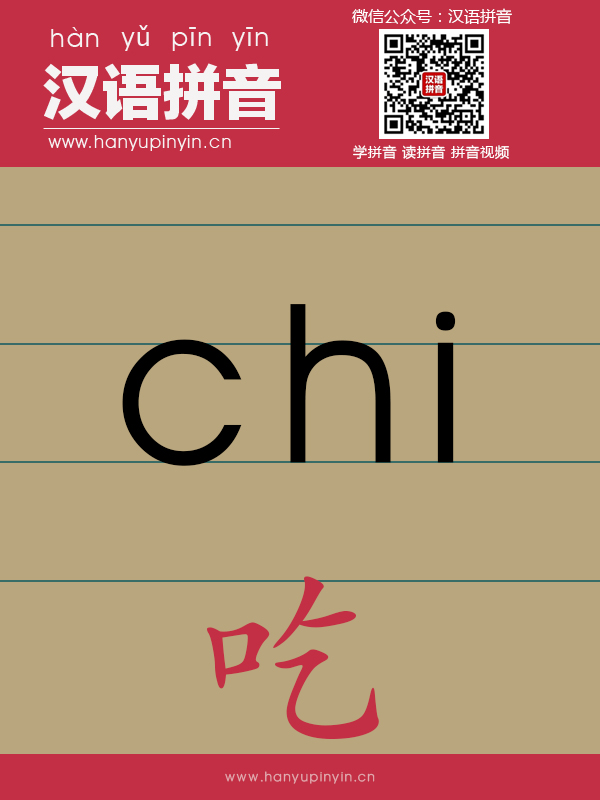 hàn yǔ pīn yīn
汉语拼音
www.hanyupinyin.cn
微信公众号：汉语拼音
汉语
拼音
学拼音 读拼音 拼音视频
chi
吃
www.hanyupinyin.cn